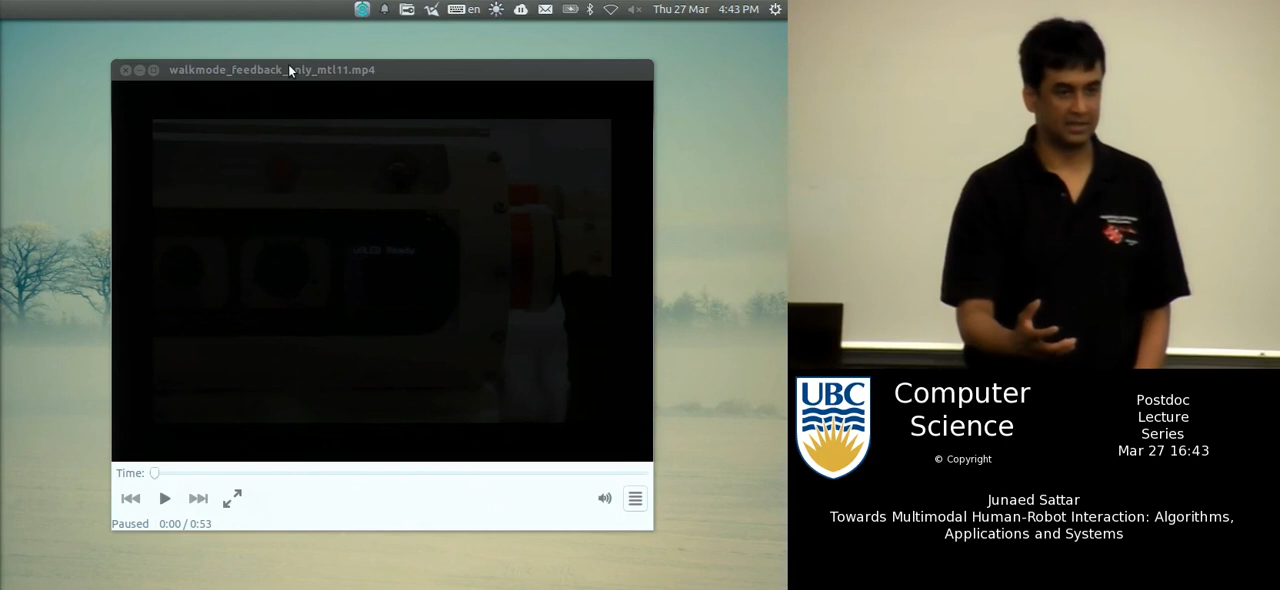 en
Thu 27 Mar
4:43 PM
walkmode_feedback_only_mtl11.mp4
Ready
Time:
Paused
0:00 / 0:53
UBC
Computer
Science
© Copyright
Postdoc
Lecture
Series
Mar 27 16:43
Junaed Sattar
Towards Multimodal Human-Robot Interaction: Algorithms,
Applications and Systems